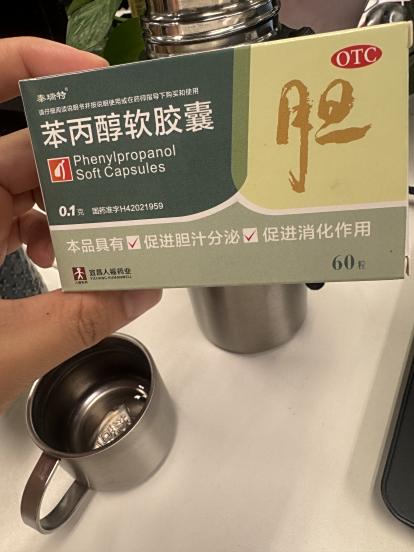 泰瑞特®
OTC
请仔细阅读说明书并按说明使用或在药师指导下购买和使用
苯丙醇软胶囊
胆
Phenylpropanol
Soft Capsules
0.1克 国药准字H42021959
本品具有 促进胆汁分泌 促进消化作用
宜昌人福药业
YICHANG HUMANWELL
60粒